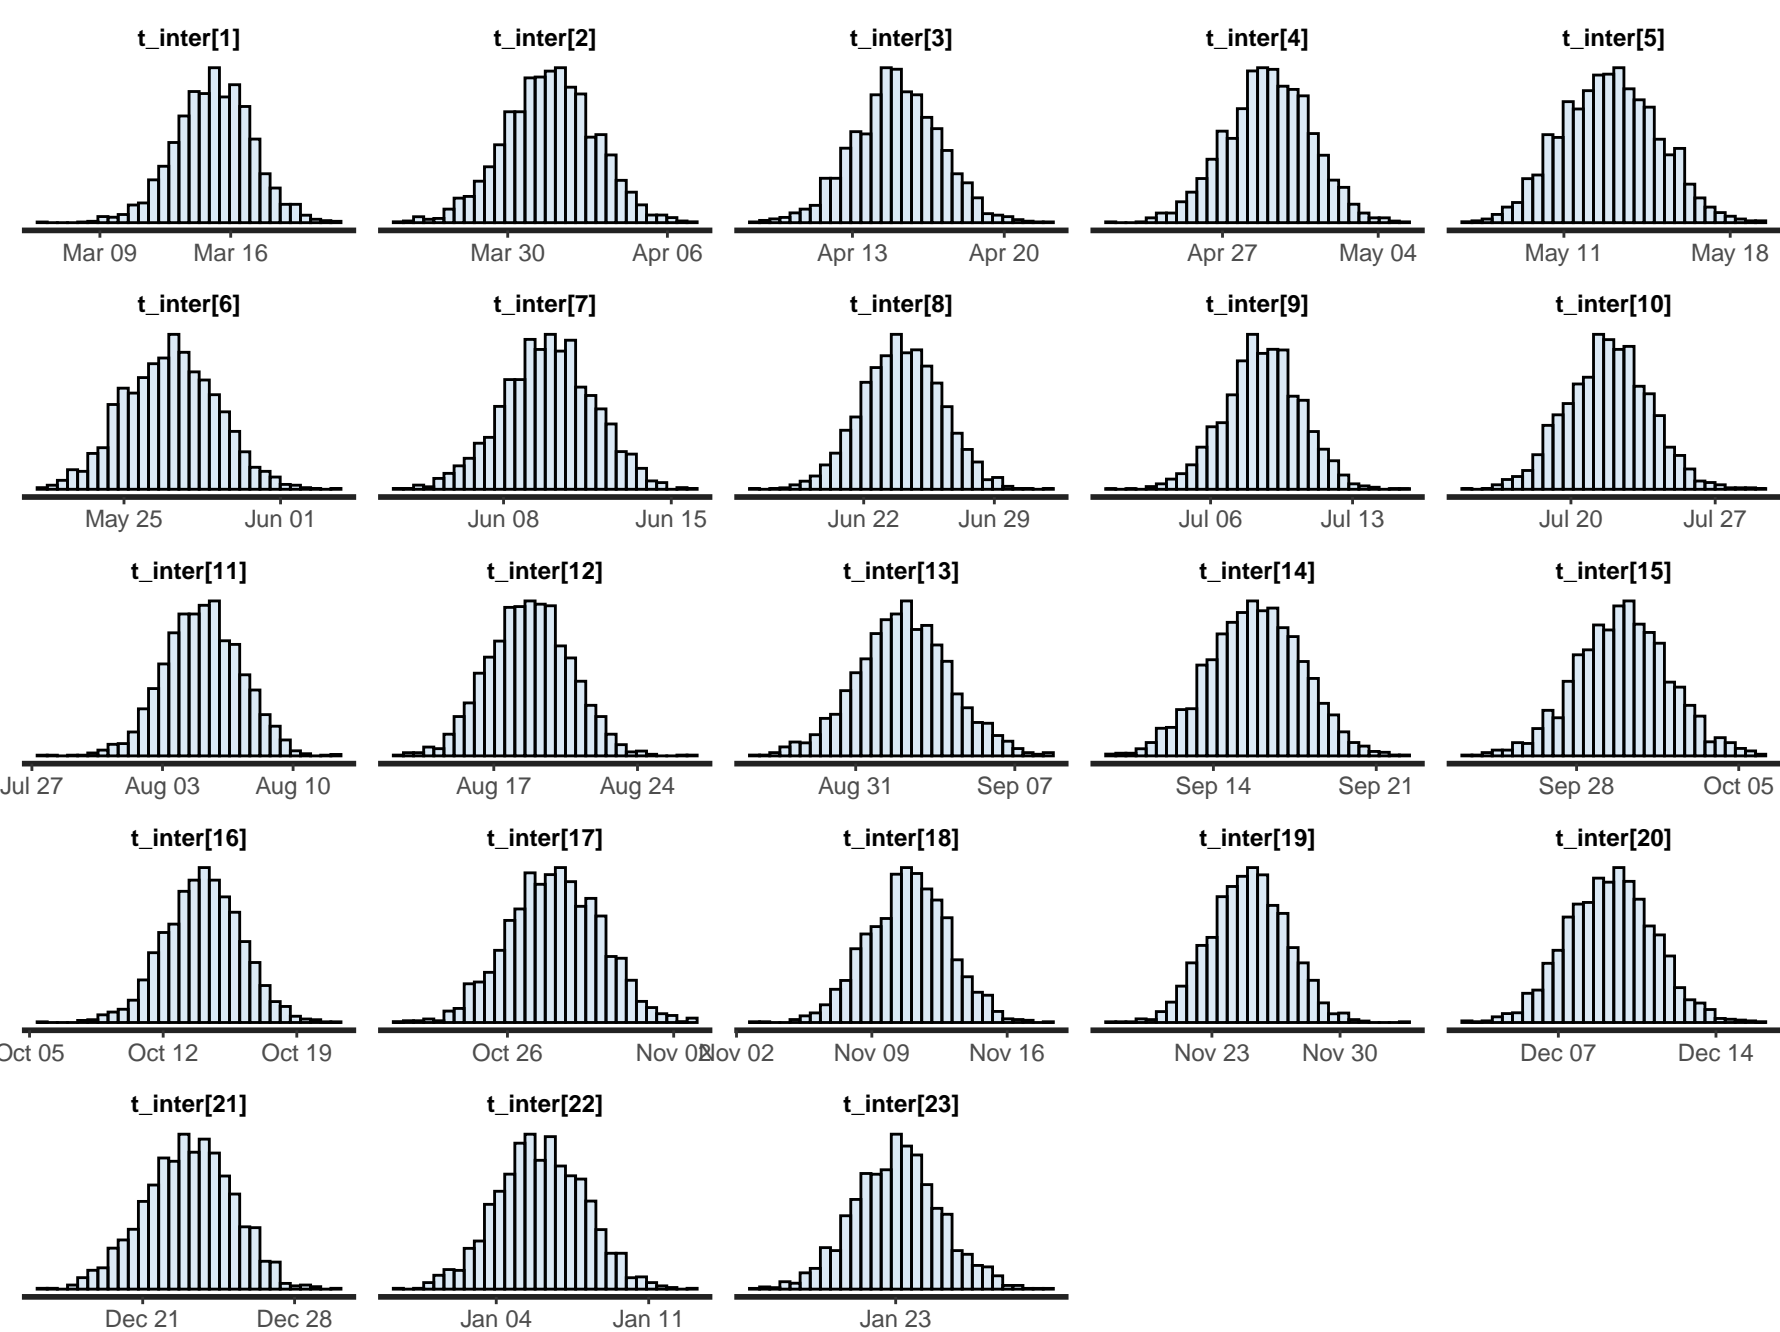 t_inter[1] t_inter[2] t_inter[3] t_inter[4] t_inter[5]
Mar 09 Mar 16 Mar 30 Apr 06 Apr 13 Apr 20 Apr 27 May 04 May 11 May 18
t_inter[6] t_inter[7] t_inter[8] t_inter[9] t_inter[10]
May 25 Jun 01 Jun 08 Jun 15 Jun 22 Jun 29 Jul 06 Jul 13 Jul 20 Jul 27
t_inter[11] t_inter[12] t_inter[13] t_inter[14] t_inter[15]
Jul 27 Aug 03 Aug 10 Aug 17 Aug 24 Aug 31 Sep 07 Sep 14 Sep 21 Sep 28 Oct 05
t_inter[16] t_inter[17] t_inter[18] t_inter[19] t_inter[20]
Oct 05 Oct 12 Oct 19 Oct 26 Nov 02 Nov 02 Nov 09 Nov 16 Nov 23 Nov 30 Dec 07 Dec 14
t_inter[21] t_inter[22] t_inter[23]
Dec 21 Dec 28 Jan 04 Jan 11 Jan 23